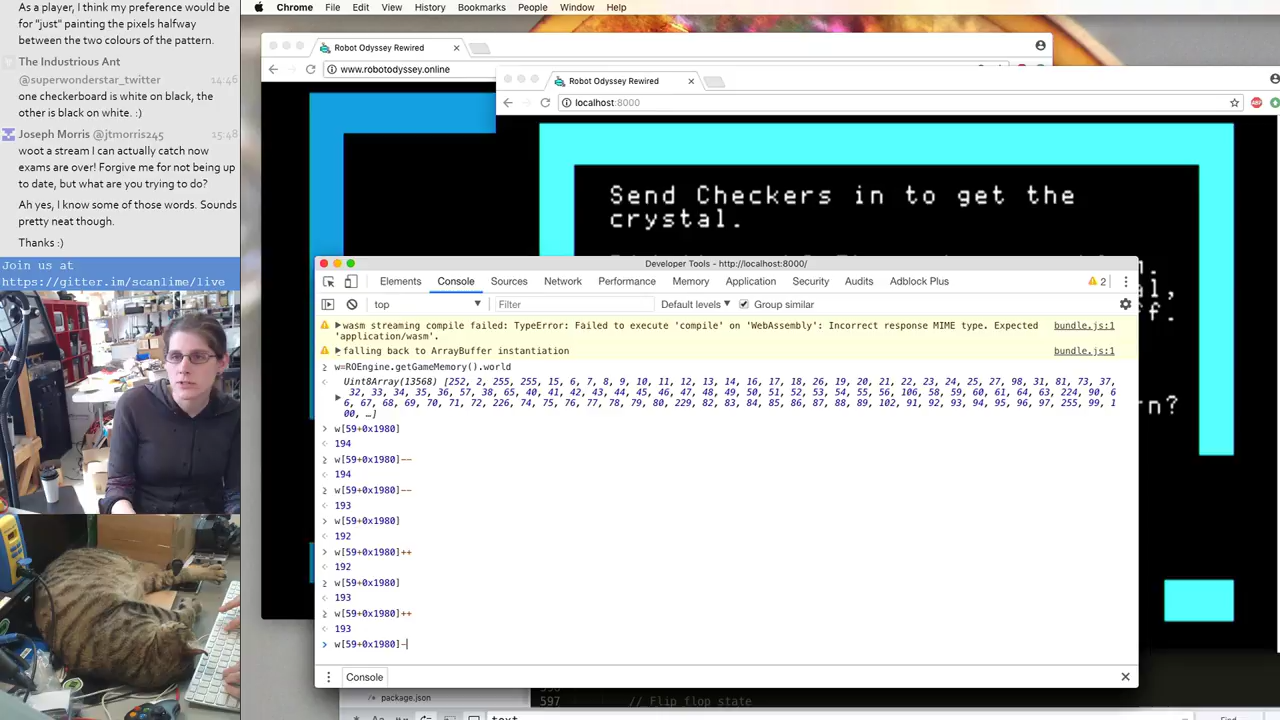 As a player, I think my preference would be
for "just" painting the pixels halfway
between the two colours of the pattern.
The Industrious Ant
@superwonderstar_twitter 14:46
one checkerboard is white on black, the
other is black on white. :)
Joseph Morris @jtmorris245 15:48
woot a stream I can actually catch now
exams are over! Forgive me for not being up
to date, but what are you trying to do?
Ah yes, I know some of those words. Sounds
pretty neat though.
Thanks :)
Join us at
https://gitter.im/scanlime/live
Chrome File Edit View History Bookmarks People Window Help
Robot Odyssey Rewired
www.robotodyssey.online
Robot Odyssey Rewired
localhost:8000
Send Checkers in to get the
crystal.
Developer Tools - http://localhost:8000/
Elements Console Sources Network Performance Memory Application Security Audits Adblock Plus 2
top Filter Default levels Group similar
wasm streaming compile failed: TypeError: Failed to execute 'compile' on 'WebAssembly': Incorrect response MIME type. Expected bundle.js:1
'application/wasm'.
falling back to ArrayBuffer instantiation bundle.js:1
w=ROEngine.getGameMemory().world
Uint8Array(13568) [252, 2, 255, 255, 15, 6, 7, 8, 9, 10, 11, 12, 13, 14, 16, 17, 18, 26, 19, 20, 21, 22, 23, 24, 25, 27, 98, 31, 81, 73, 37,
32, 33, 34, 35, 36, 57, 38, 65, 40, 41, 42, 43, 44, 45, 46, 47, 48, 49, 50, 51, 52, 53, 54, 55, 56, 106, 58, 59, 60, 61, 64, 63, 224, 90, 6
6, 67, 68, 69, 70, 71, 72, 226, 74, 75, 76, 77, 78, 79, 80, 229, 82, 83, 84, 85, 86, 87, 88, 89, 102, 91, 92, 93, 94, 95, 96, 97, 255, 99, 1
00, …]
w[59+0x1980]
194
w[59+0x1980]--
194
w[59+0x1980]--
193
w[59+0x1980]
192
w[59+0x1980]++
192
w[59+0x1980]
193
w[59+0x1980]++
193
w[59+0x1980]-
Console
package.json
597 // Flip flop state
text
Find